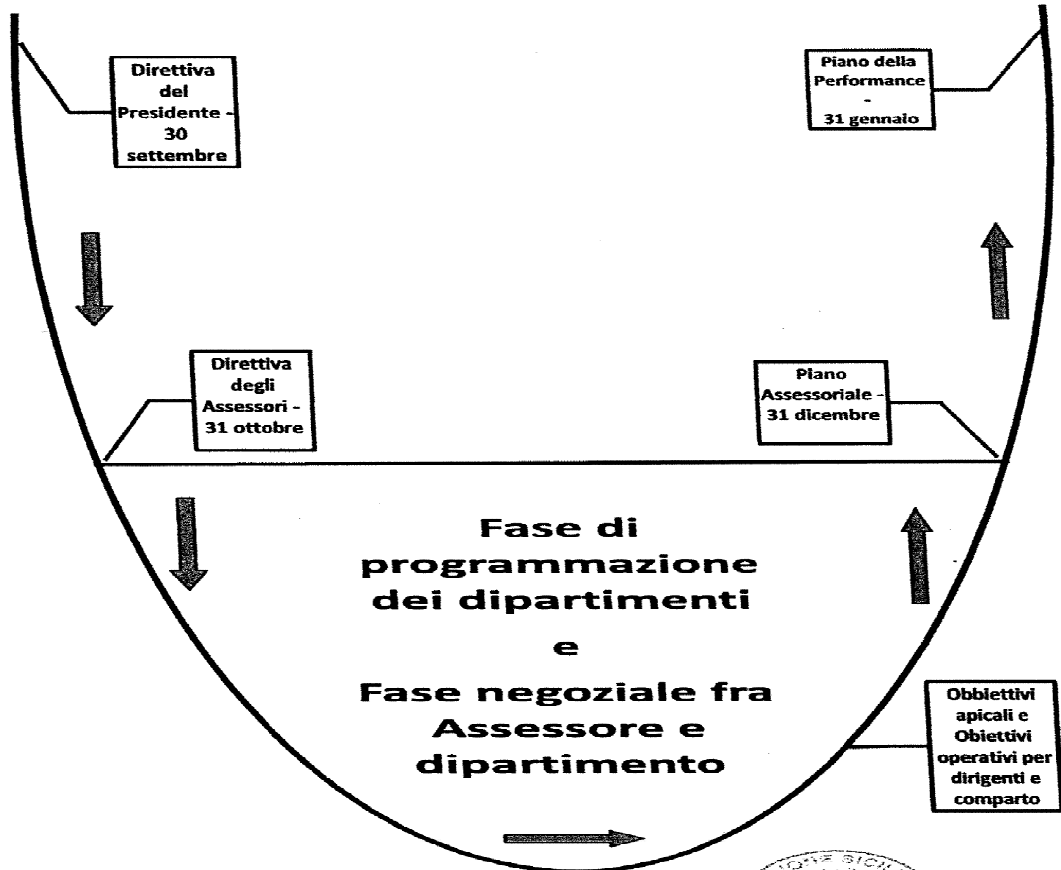 Direttiva
del
Presidente -
30
settembre
Piano della
Performance
-
31 gennaio
Direttiva
degli
Assessori -
31 ottobre
Piano
Assessoriale -
31 dicembre
Fase di
programmazione
dei dipartimenti
e
Fase negoziale fra
Assessore e
dipartimento
Obbiettivi
apicali e
Obiettivi
operativi per
dirigenti e
comparto